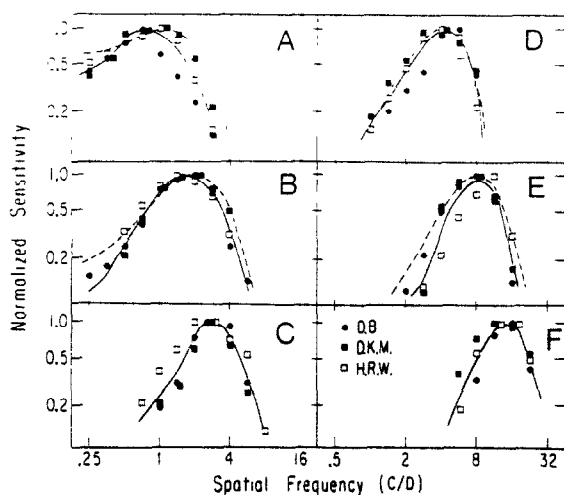 1.0
0.5
0.2
A
D
1.0
0.5
0.2
B
E
1.0
0.5
0.2
C
D.B
D.K.M.
H.R.W.
F
.25 1 4 16 .5 2 8 32
Spatial Frequency (C/D)
Normalized Sensitivity